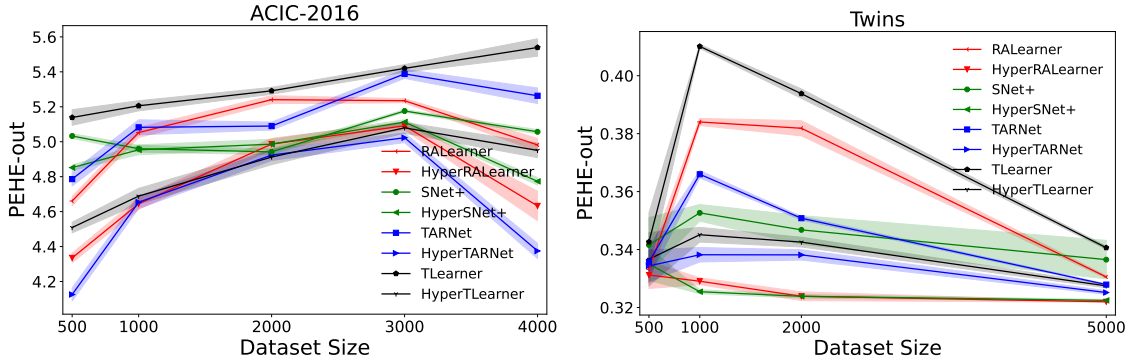 ACIC-2016
PEHE-out
5.6
5.4
5.2
5.0
4.8
4.6
4.4
4.2
500
1000
2000
3000
4000
Dataset Size
RALearner
HyperRALearner
SNet+
HyperSNet+
TARNet
HyperTARNet
TLearner
HyperTLearner
Twins
PEHE-out
0.40
0.38
0.36
0.34
0.32
500
1000
2000
5000
Dataset Size
RALearner
HyperRALearner
SNet+
HyperSNet+
TARNet
HyperTARNet
TLearner
HyperTLearner